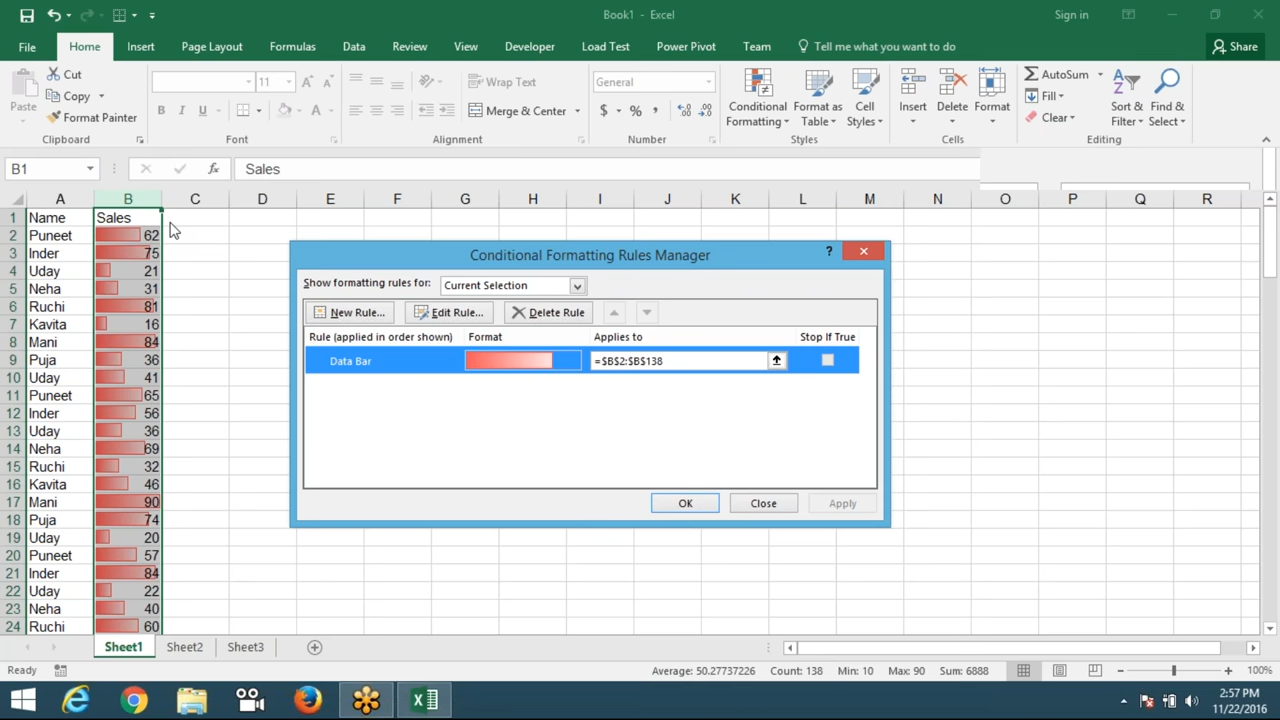 Book1 - Excel
Sign in
File Home Insert Page Layout Formulas Data Review View Developer Load Test Power Pivot Team Tell me what you want to do Share
Paste
Cut
Copy
Format Painter
Clipboard
11
Font
Wrap Text
Merge & Center
Alignment
General
$ % ,
Number
Conditional Formatting
Format as Table
Cell Styles
Styles
Insert
Delete
Format
Cells
AutoSum
Fill
Clear
Sort & Filter
Find & Select
Editing
B1 fx Sales
A B C D E F G H I J K L M N O P Q R
1 Name Sales
2 Puneet 62
3 Inder 75
4 Uday 21
5 Neha 31
6 Ruchi 81
7 Kavita 16
8 Mani 84
9 Puja 36
10 Uday 41
11 Puneet 65
12 Inder 56
13 Uday 36
14 Neha 69
15 Ruchi 32
16 Kavita 46
17 Mani 90
18 Puja 74
19 Uday 20
20 Puneet 57
21 Inder 84
22 Uday 22
23 Neha 40
24 Ruchi 60
Conditional Formatting Rules Manager
Show formatting rules for: Current Selection
New Rule... Edit Rule... Delete Rule
Rule (applied in order shown) Format Applies to Stop If True
Data Bar =$B$2:$B$138
OK Close Apply
Sheet1 Sheet2 Sheet3
Ready Average: 50.27737226 Count: 138 Min: 10 Max: 90 Sum: 6888 100%
2:57 PM
11/22/2016